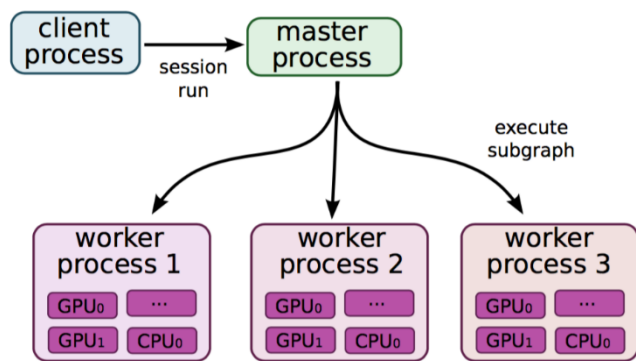 client
process
session
run
master
process
execute
subgraph
worker
process 1
GPU₀
...
GPU₁
CPU₀
worker
process 2
GPU₀
...
GPU₁
CPU₀
worker
process 3
GPU₀
...
GPU₁
CPU₀